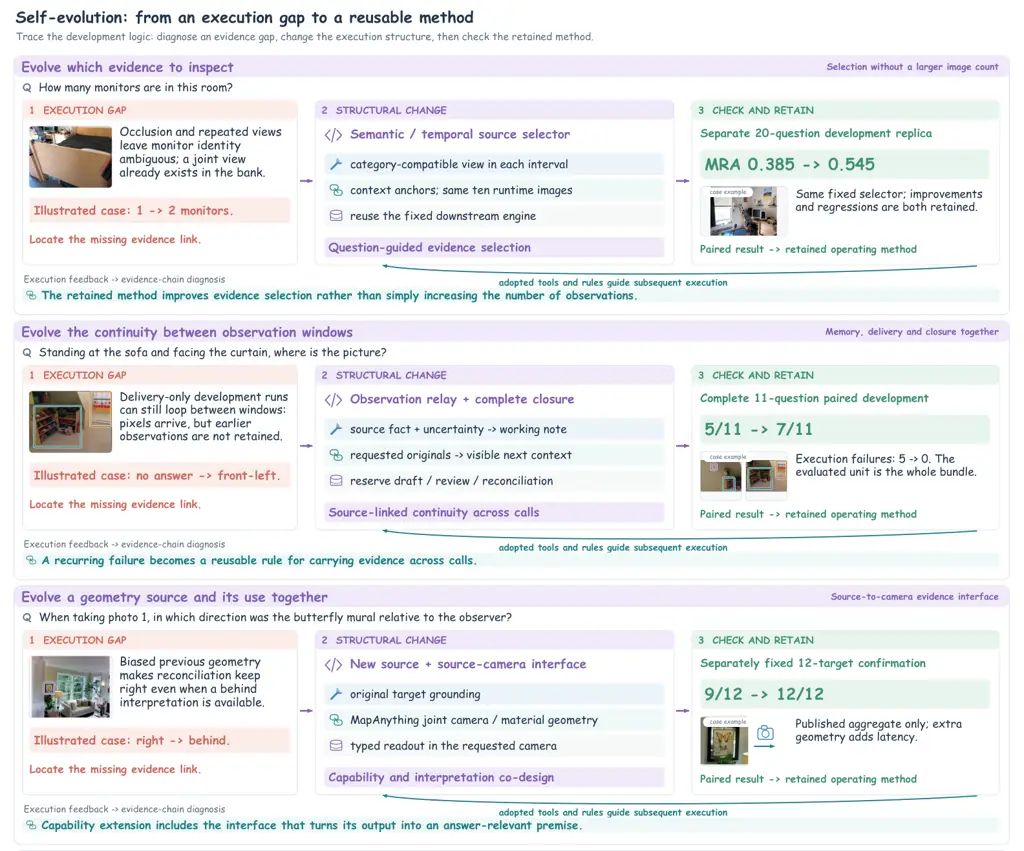 Self-evolution: from an execution gap to a reusable method
Trace the development logic: diagnose an evidence gap, change the execution structure, then check the retained method.
Evolve which evidence to inspect
Selection without a larger image count
Q How many monitors are in this room?
1 EXECUTION GAP
Occlusion and repeated views
leave monitor identity
ambiguous; a joint view
already exists in the bank.
Illustrated case: 1 -> 2 monitors.
Locate the missing evidence link.
2 STRUCTURAL CHANGE
</> Semantic / temporal source selector
category-compatible view in each interval
context anchors; same ten runtime images
reuse the fixed downstream engine
Question-guided evidence selection
3 CHECK AND RETAIN
Separate 20-question development replica
MRA 0.385 -> 0.545
case example
Same fixed selector; improvements
and regressions are both retained.
Paired result -> retained operating method
Execution feedback -> evidence-chain diagnosis
adopted tools and rules guide subsequent execution
The retained method improves evidence selection rather than simply increasing the number of observations.
Evolve the continuity between observation windows
Memory, delivery and closure together
Q Standing at the sofa and facing the curtain, where is the picture?
1 EXECUTION GAP
Delivery-only development runs
can still loop between windows:
pixels arrive, but earlier
observations are not retained.
Illustrated case: no answer -> front-left.
Locate the missing evidence link.
2 STRUCTURAL CHANGE
</> Observation relay + complete closure
source fact + uncertainty -> working note
requested originals -> visible next context
reserve draft / review / reconciliation
Source-linked continuity across calls
3 CHECK AND RETAIN
Complete 11-question paired development
5/11 -> 7/11
case example
Execution failures: 5 -> 0. The
evaluated unit is the whole bundle.
Paired result -> retained operating method
Execution feedback -> evidence-chain diagnosis
adopted tools and rules guide subsequent execution
A recurring failure becomes a reusable rule for carrying evidence across calls.
Evolve a geometry source and its use together
Source-to-camera evidence interface
Q When taking photo 1, in which direction was the butterfly mural relative to the observer?
1 EXECUTION GAP
Biased previous geometry
makes reconciliation keep
right even when a behind
interpretation is available.
Illustrated case: right -> behind.
Locate the missing evidence link.
2 STRUCTURAL CHANGE
</> New source + source-camera interface
original target grounding
MapAnything joint camera / material geometry
typed readout in the requested camera
Capability and interpretation co-design
3 CHECK AND RETAIN
Separately fixed 12-target confirmation
9/12 -> 12/12
case example
Published aggregate only; extra
geometry adds latency.
Paired result -> retained operating method
Execution feedback -> evidence-chain diagnosis
adopted tools and rules guide subsequent execution
Capability extension includes the interface that turns its output into an answer-relevant premise.